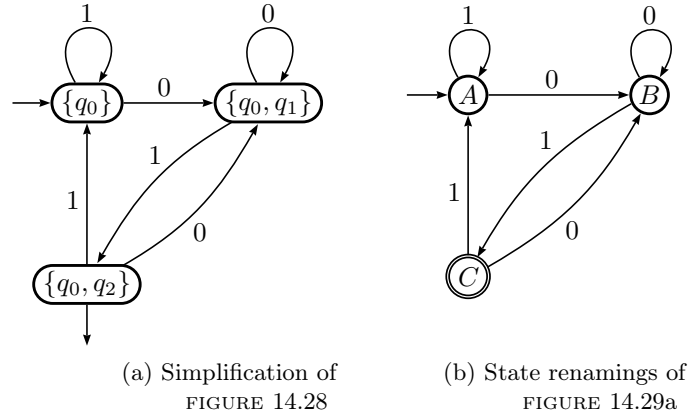 1
0
{q₀}
0
{q₀, q₁}
1
1
0
{q₀, q₂}
(a) Simplification of
FIGURE 14.28
1
0
A
0
B
1
1
0
C
(b) State renamings of
FIGURE 14.29a